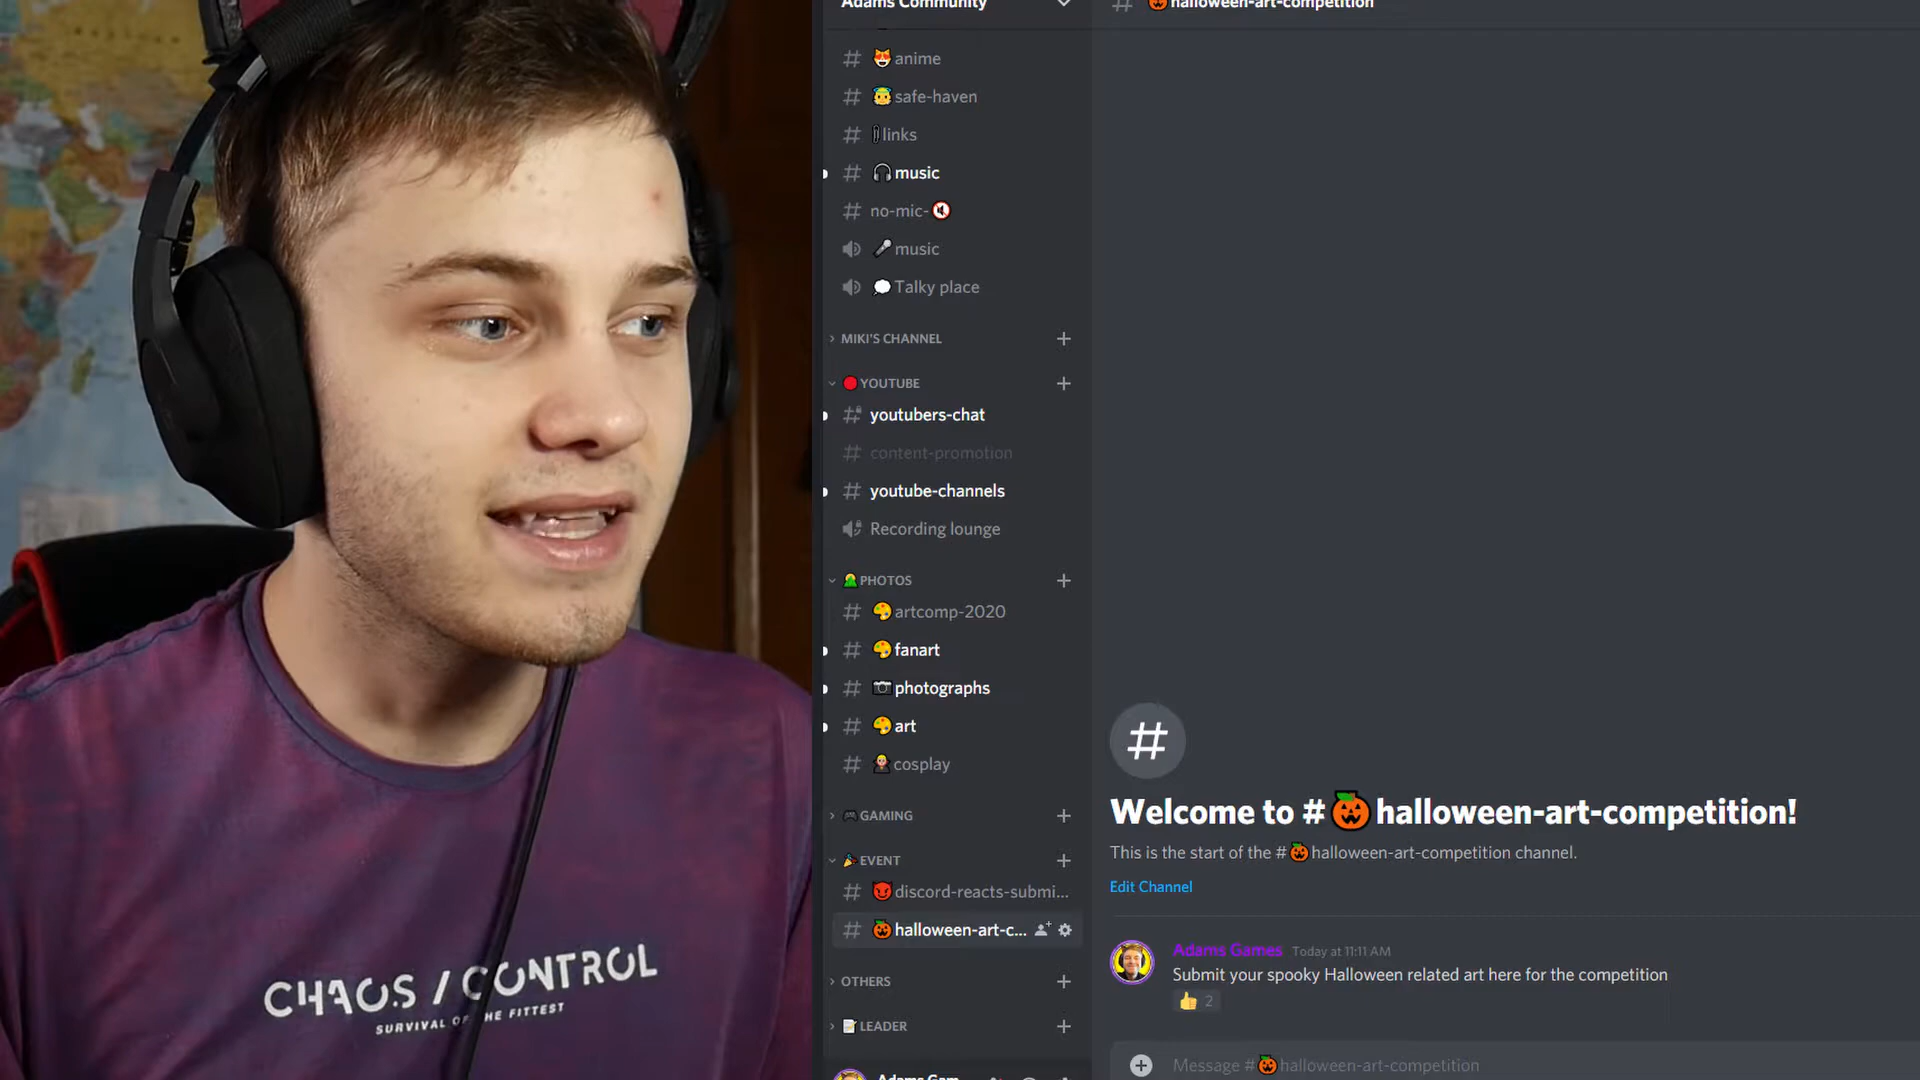 Adams Community
anime
safe-haven
links
music
no-mic-
music
Talky place
MIKI'S CHANNEL
YOUTUBE
youtubers-chat
content-promotion
youtube-channels
Recording lounge
PHOTOS
artcomp-2020
fanart
photographs
art
cosplay
GAMING
EVENT
discord-reacts-submi...
halloween-art-c...
OTHERS
LEADER
Adams Gam
# halloween-art-competition
Welcome to #🎃halloween-art-competition!
This is the start of the #🎃halloween-art-competition channel.
Edit Channel
Adams Games Today at 11:11 AM
Submit your spooky Halloween related art here for the competition
👍 2
Message #🎃halloween-art-competition
CHAOS / CONTROL
SURVIVAL OF THE FITTEST